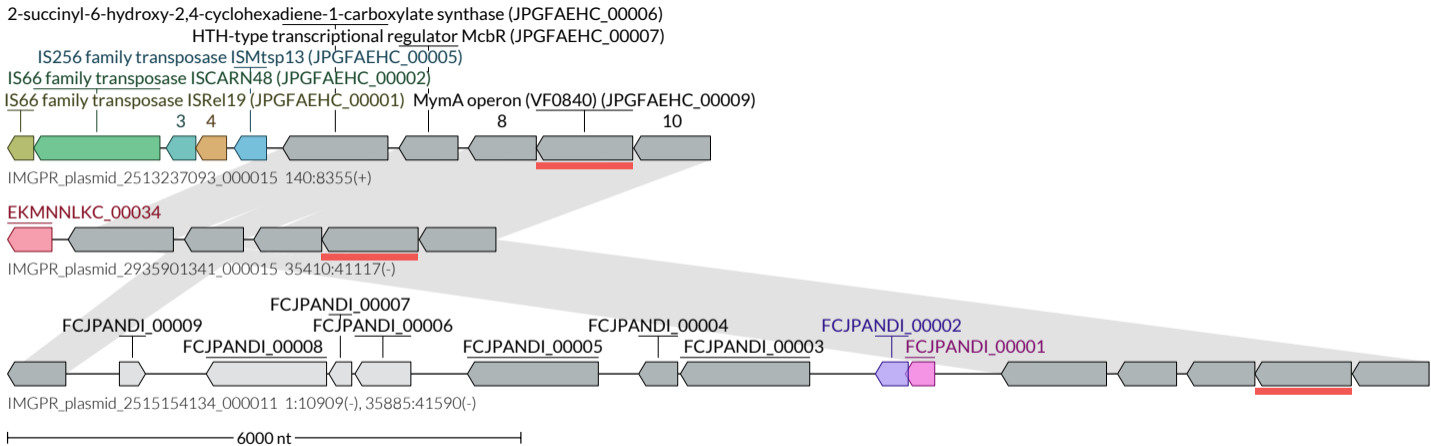 2-succinyl-6-hydroxy-2,4-cyclohexadiene-1-carboxylate synthase (JPGFAEHC_00006)
HTH-type transcriptional regulator McbR (JPGFAEHC_00007)
IS256 family transposase ISMtsp13 (JPGFAEHC_00005)
IS66 family transposase ISCARN48 (JPGFAEHC_00002)
IS66 family transposase ISRel19 (JPGFAEHC_00001) MymA operon (VF0840) (JPGFAEHC_00009)
3 4 8 10
IMGPR_plasmid_2513237093_000015 140:8355(+)
EKMNNLKC_00034
IMGPR_plasmid_2935901341_000015 35410:41117(-)
FCJPANDI_00007
FCJPANDI_00009 FCJPANDI_00006 FCJPANDI_00004 FCJPANDI_00002
FCJPANDI_00008 FCJPANDI_00005 FCJPANDI_00003 FCJPANDI_00001
IMGPR_plasmid_2515154134_000011 1:10909(-), 35885:41590(-)
6000 nt